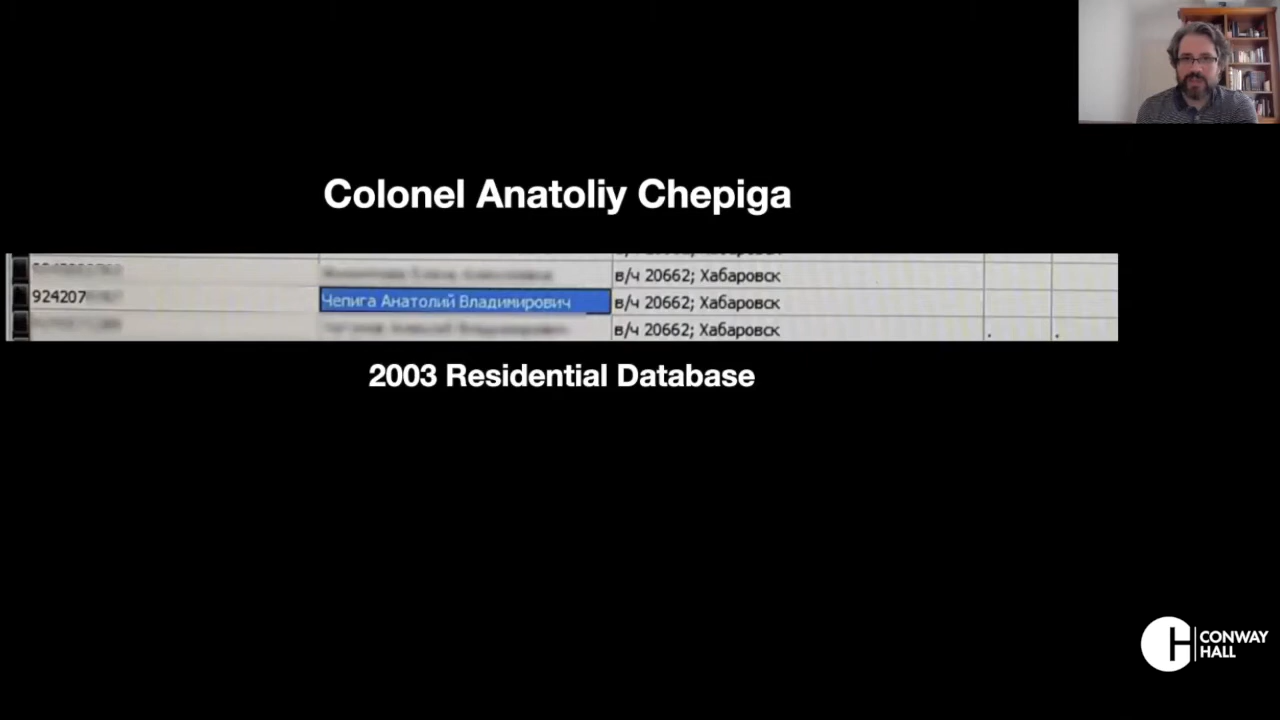 Colonel Anatoliy Chepiga
в/ч 20662; Хабаровск
924207 Чепига Анатолий Владимирович в/ч 20662; Хабаровск
в/ч 20662; Хабаровск
2003 Residential Database
CONWAY
HALL